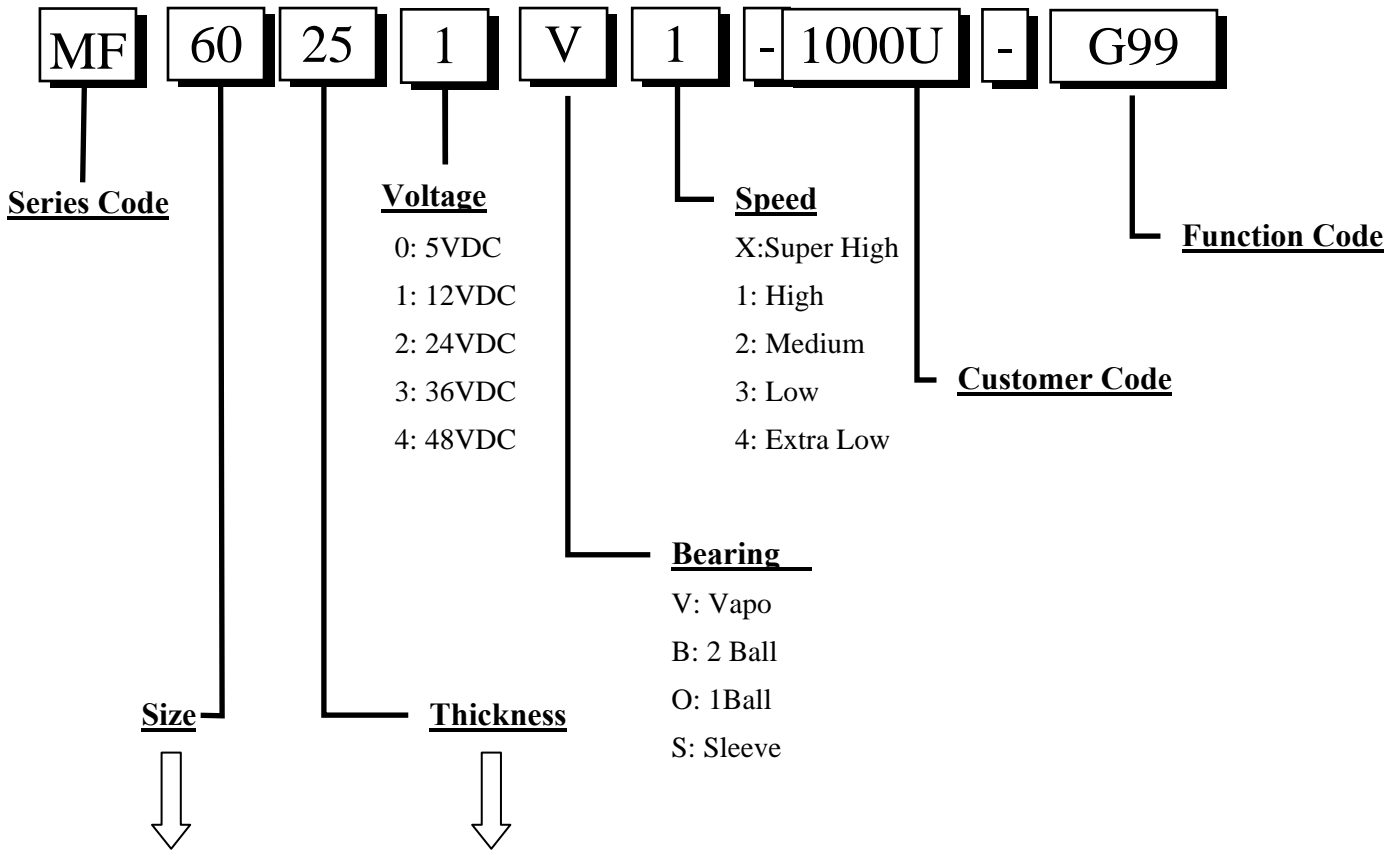 MF 60 25 1 V 1 - 1000U - G99
Series Code
Voltage
0: 5VDC
1: 12VDC
2: 24VDC
3: 36VDC
4: 48VDC
Speed
X:Super High
1: High
2: Medium
3: Low
4: Extra Low
Function Code
Customer Code
Bearing
V: Vapo
B: 2 Ball
O: 1Ball
S: Sleeve
Size
Thickness